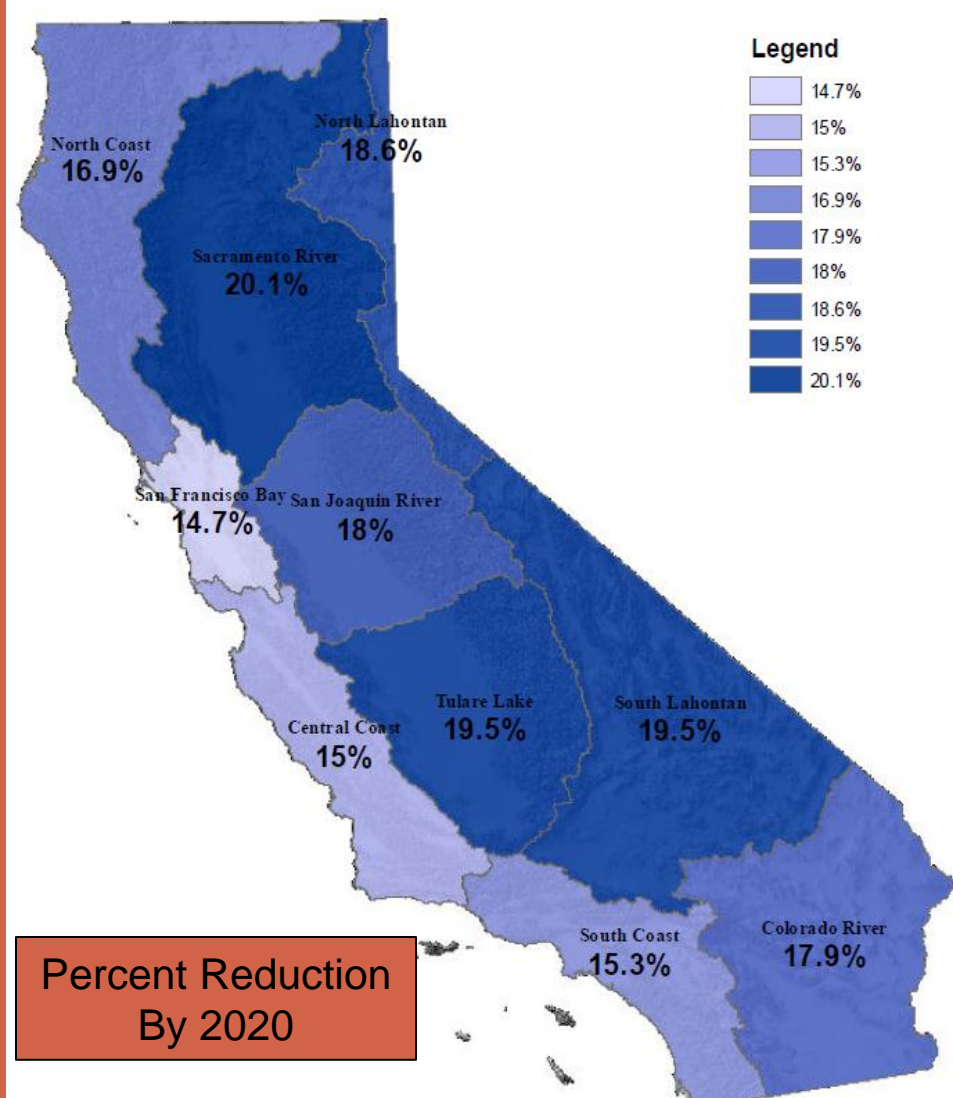 Legend
14.7%
15%
15.3%
16.9%
17.9%
18%
18.6%
19.5%
20.1%
North Coast
16.9%
North Lahontan
18.6%
Sacramento River
20.1%
San Francisco Bay
14.7%
San Joaquin River
18%
Central Coast
15%
Tulare Lake
19.5%
South Lahontan
19.5%
South Coast
15.3%
Colorado River
17.9%
Percent Reduction
By 2020